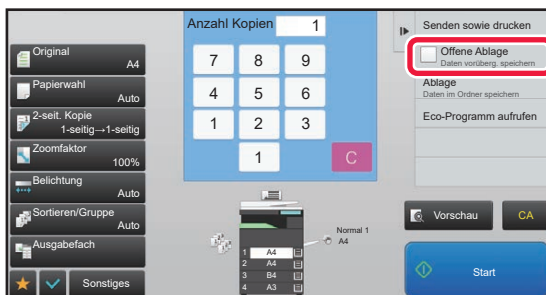 Anzahl Kopien 1
Original
A4
Papierwahl
Auto
2-seit. Kopie
1-seitig→1-seitig
Zoomfaktor
100%
Belichtung
Auto
Sortieren/Gruppe
Auto
Ausgabefach
Sonstiges
7 8 9
4 5 6
1 2 3
1 C
Normal 1
A4
1 A4
2 A4
3 B4
4 A3
Senden sowie drucken
Offene Ablage
Daten vorüberg. speichern
Ablage
Daten im Ordner speichern
Eco-Programm aufrufen
Vorschau CA
Start